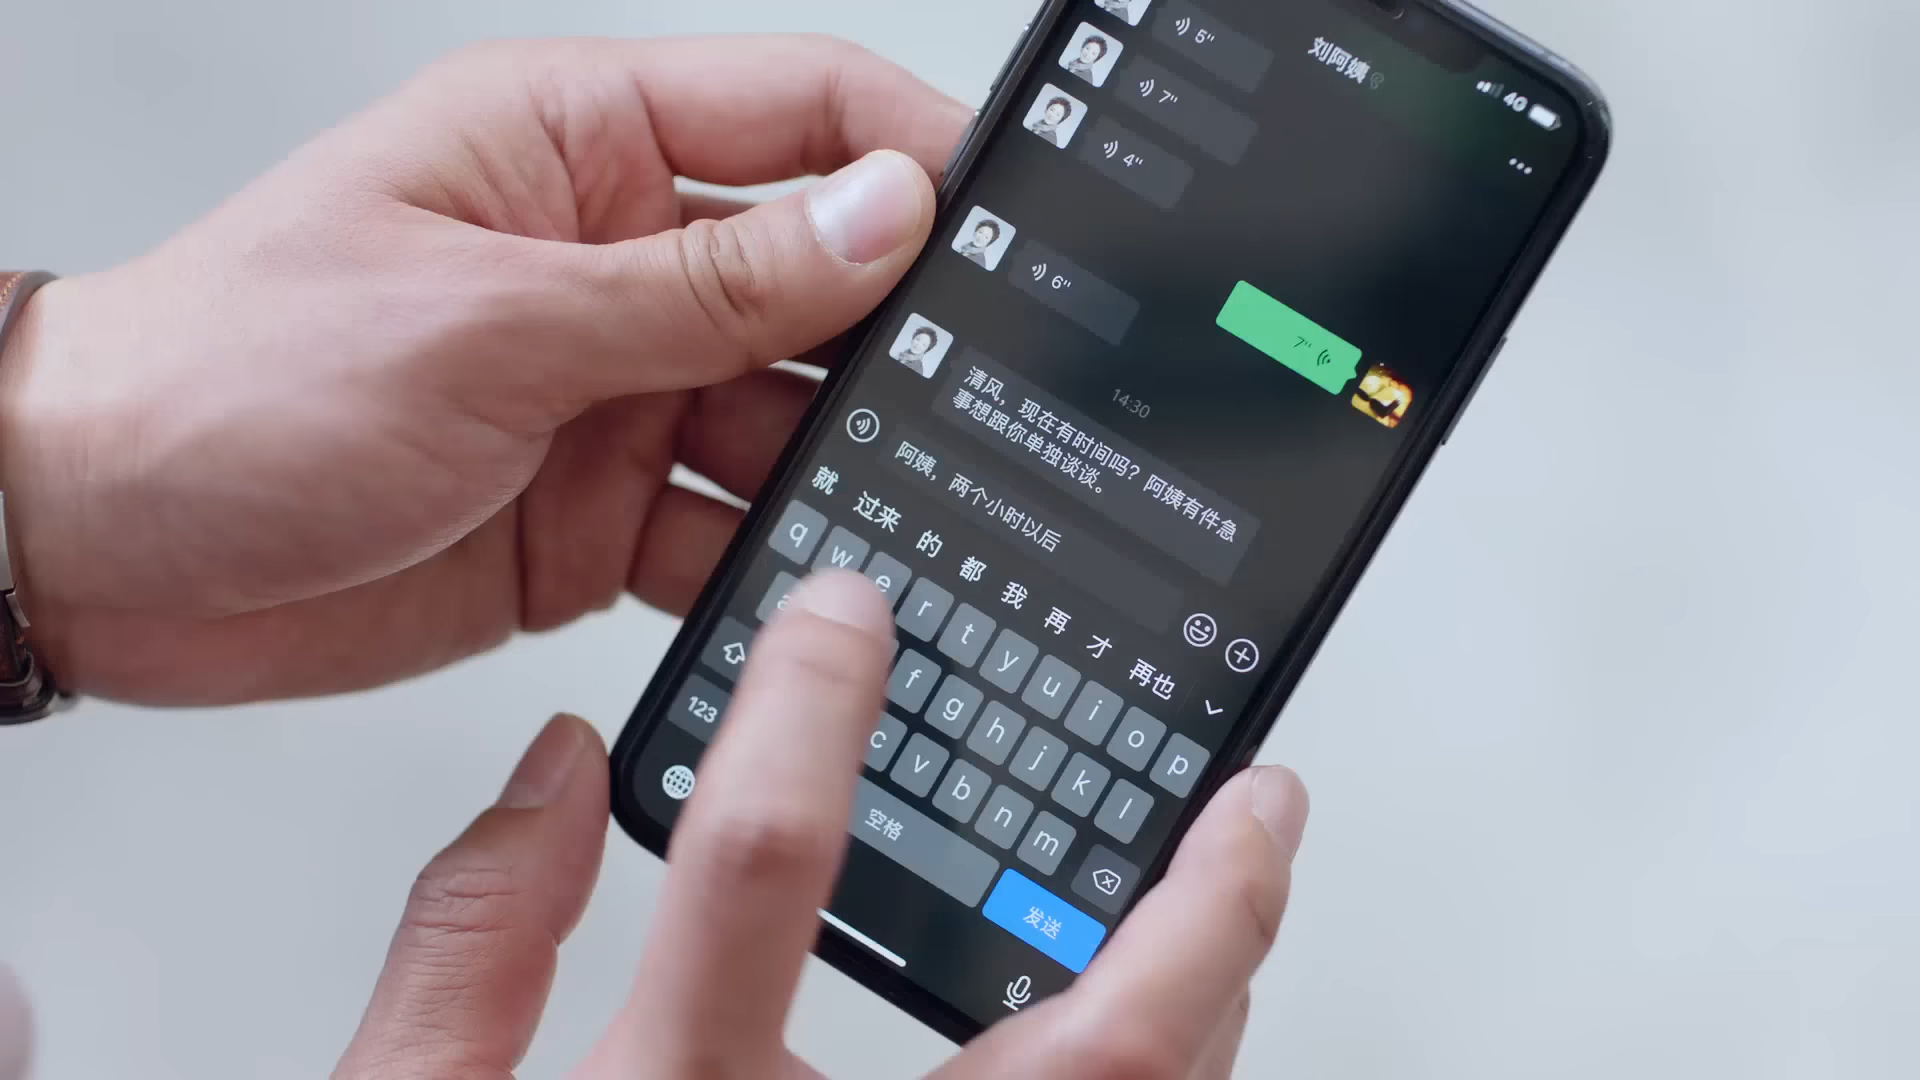 4G
刘阿姨
5"
7"
4"
6"
7"
14:30
清风，现在有时间吗？阿姨有件急
事想跟你单独谈谈。
阿姨，两个小时以后
就 过来 的 都 我 再 才 再也
q w e r t y u i o p
a f g h j k l
c v b n m
123 空格 发送